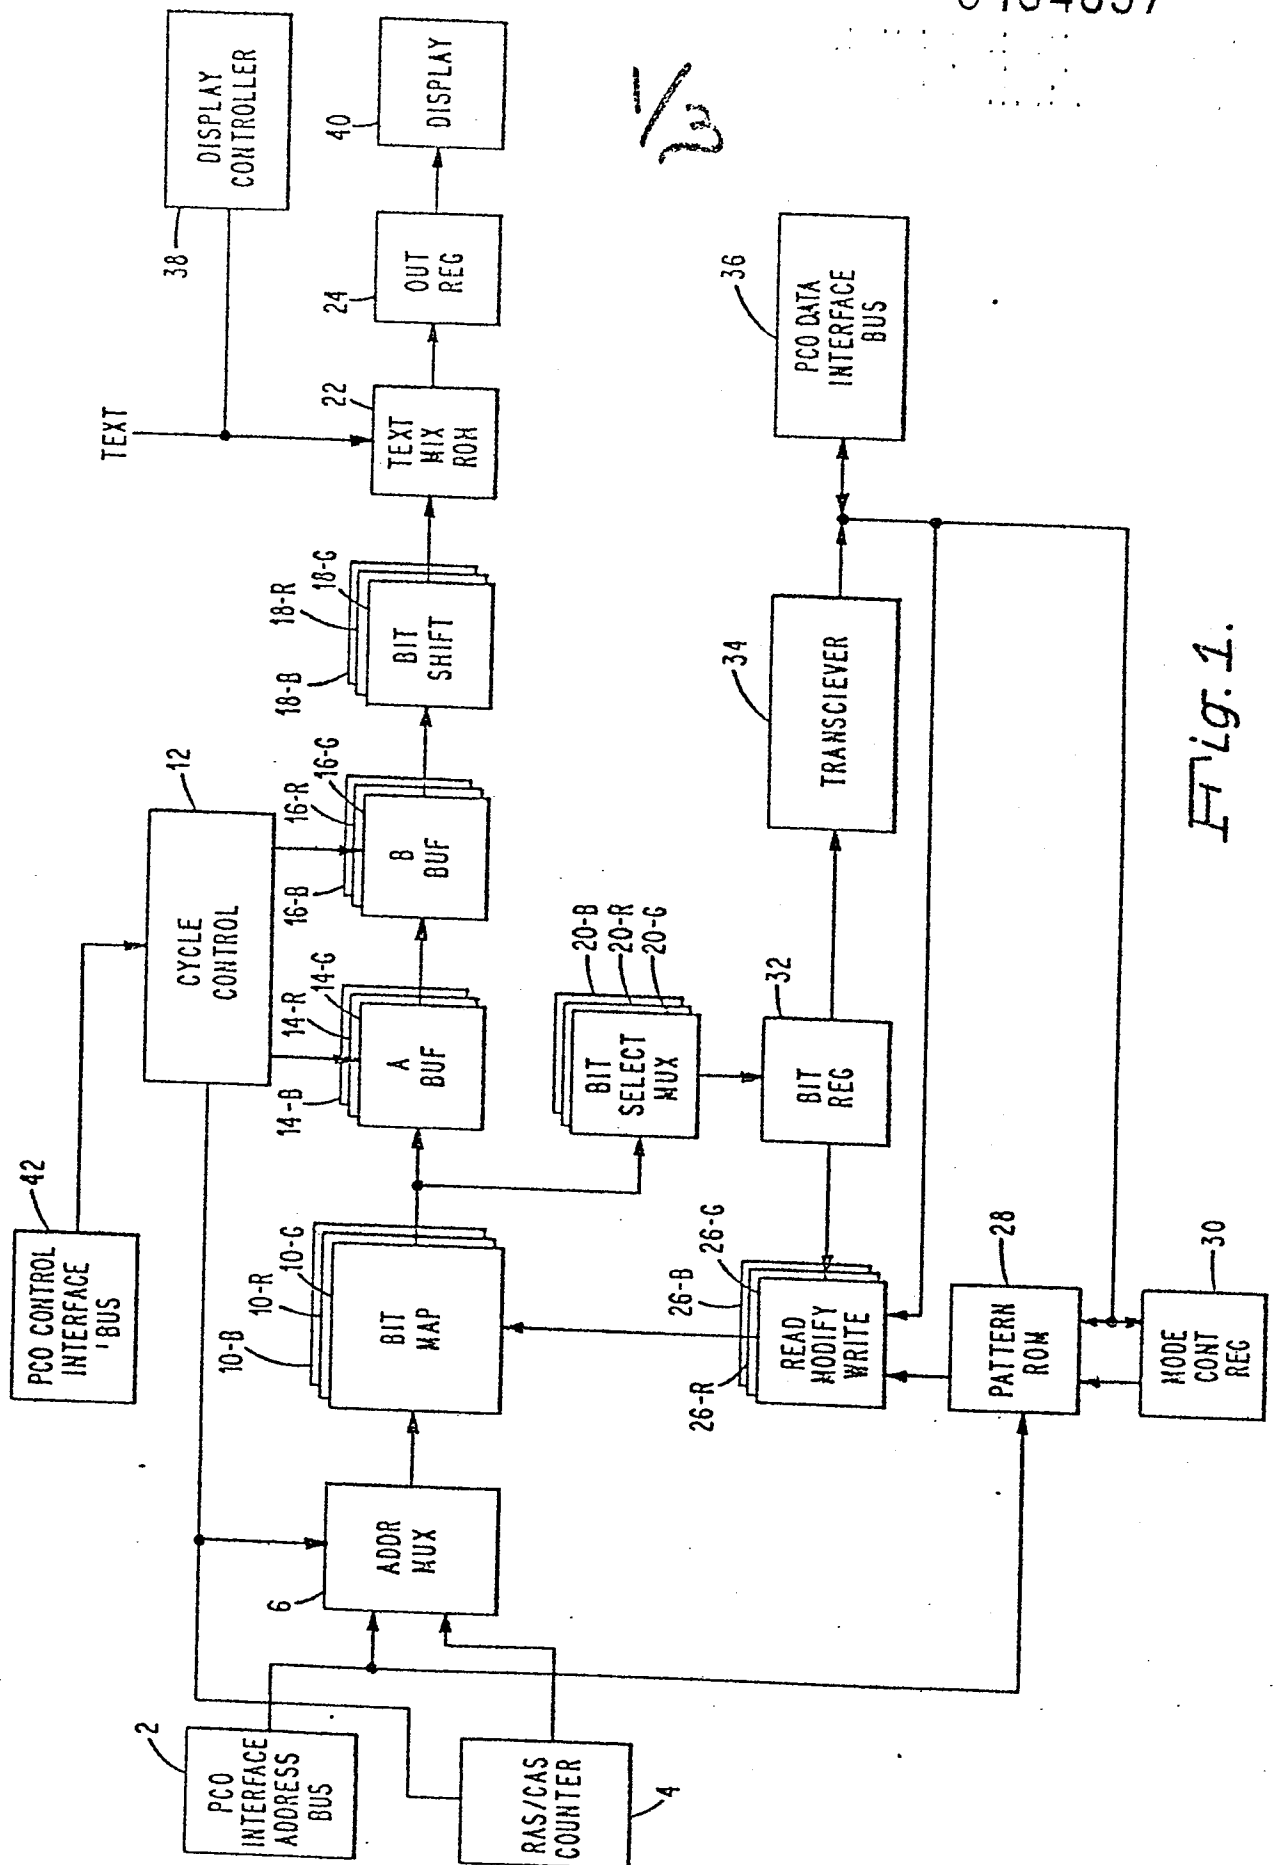 PCO CONTROL
INTERFACE
BUS
42
CYCLE
CONTROL
12
TEXT
DISPLAY
CONTROLLER
38
PCO
INTERFACE
ADDRESS
BUS
2
RAS/CAS
COUNTER
4
ADDR
MUX
6
BIT
MAP
10-B
10-R
10-G
A
BUF
14-B
14-R
14-G
B
BUF
16-B
16-R
16-G
BIT
SHIFT
18-B
18-R
18-G
TEXT
MIX
ROM
22
OUT
REG
24
DISPLAY
40
BIT
SELECT
MUX
20-B
20-R
20-G
READ
MODIFY
WRITE
26-R
26-B
26-G
BIT
REG
32
TRANSCIEVER
34
PCO DATA
INTERFACE
BUS
36
PATTERN
ROM
28
MODE
CONT
REG
30
Fig. 1.
1/3